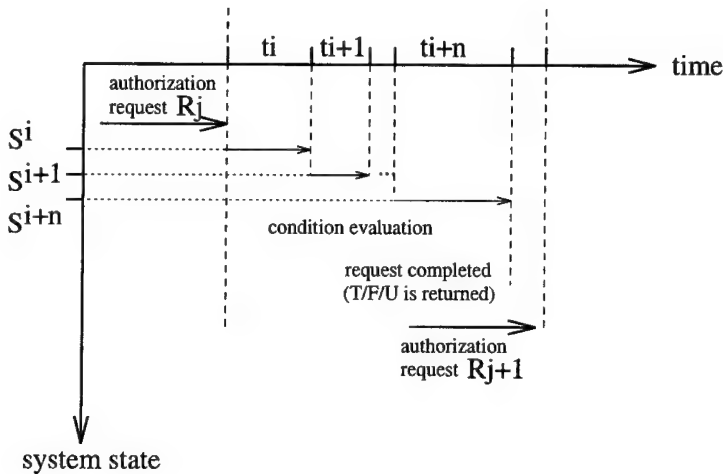 ti ti+1 ti+n
time
authorization
request Rj
Si
Si+1
Si+n
condition evaluation
request completed
(T/F/U is returned)
authorization
request Rj+1
system state